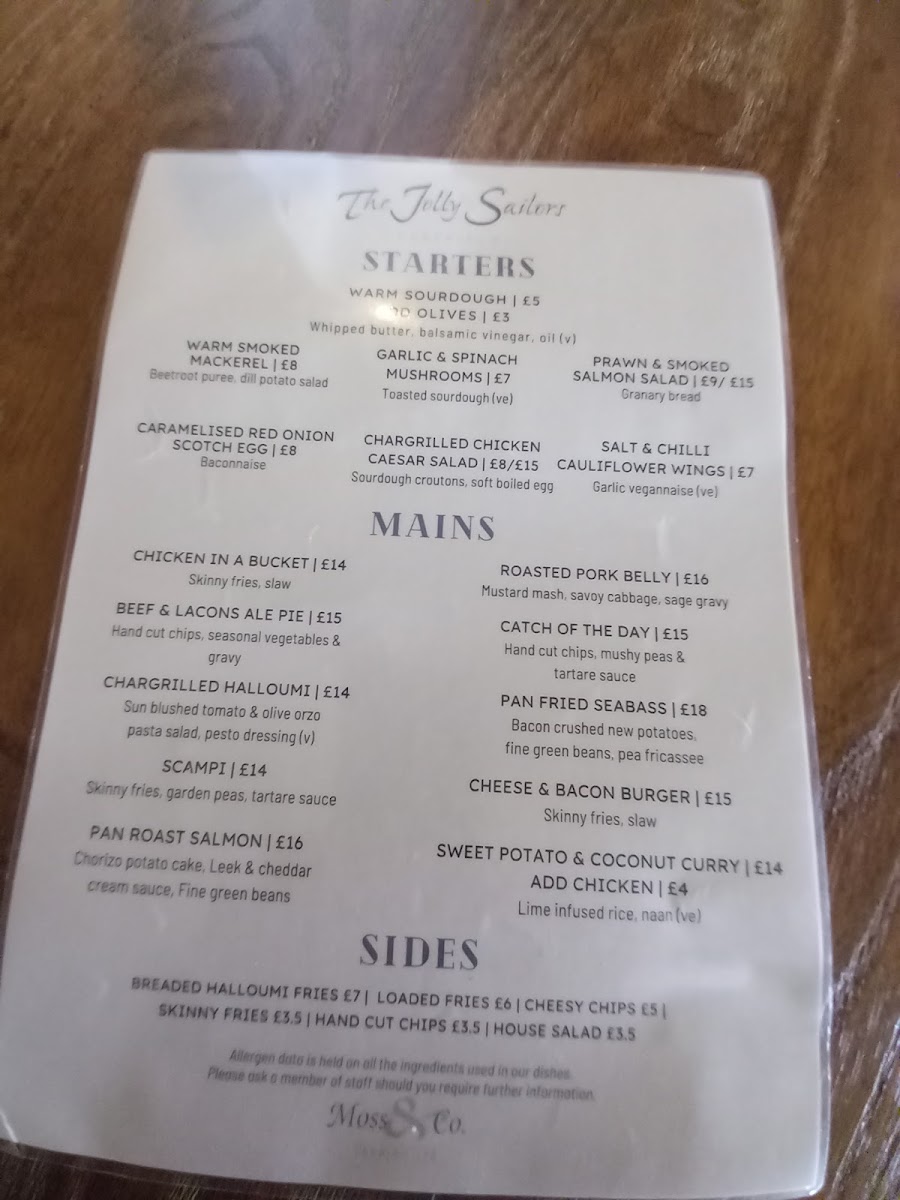 The Jolly Sailors
STARTERS
WARM SOURDOUGH | £5
OLIVES | £3
Whipped butter, balsamic vinegar, oil (v)
WARM SMOKED
MACKEREL | £8
Beetroot puree, dill potato salad
GARLIC & SPINACH
MUSHROOMS | £7
Toasted sourdough (ve)
PRAWN & SMOKED
SALMON SALAD | £9/ £15
Granary bread
CARAMELISED RED ONION
SCOTCH EGG | £8
Baconnaise
CHARGRILLED CHICKEN
CAESAR SALAD | £8/£15
Sourdough croutons, soft boiled egg
SALT & CHILLI
CAULIFLOWER WINGS | £7
Garlic vegannaise (ve)
MAINS
CHICKEN IN A BUCKET | £14
Skinny fries, slaw
BEEF & LACONS ALE PIE | £15
Hand cut chips, seasonal vegetables &
gravy
CHARGRILLED HALLOUMI | £14
Sun blushed tomato & olive orzo
pasta salad, pesto dressing (v)
SCAMPI | £14
Skinny fries, garden peas, tartare sauce
PAN ROAST SALMON | £16
Chorizo potato cake, Leek & cheddar
cream sauce, Fine green beans
ROASTED PORK BELLY | £16
Mustard mash, savoy cabbage, sage gravy
CATCH OF THE DAY | £15
Hand cut chips, mushy peas &
tartare sauce
PAN FRIED SEABASS | £18
Bacon crushed new potatoes,
fine green beans, pea fricassee
CHEESE & BACON BURGER | £15
Skinny fries, slaw
SWEET POTATO & COCONUT CURRY | £14
ADD CHICKEN | £4
Lime infused rice, naan (ve)
SIDES
BREADED HALLOUMI FRIES £7 | LOADED FRIES £6 | CHEESY CHIPS £5 |
SKINNY FRIES £3.5 | HAND CUT CHIPS £3.5 | HOUSE SALAD £3.5
Allergen data is held on all the ingredients used in our dishes.
Please ask a member of staff should you require further information.
Moss & Co.